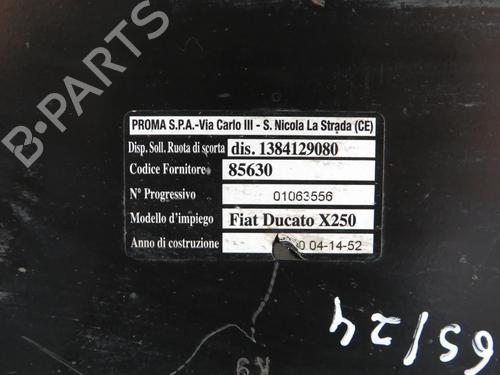 B-PARTS
PROMA S.P.A.-Via Carlo III - S. Nicola La Strada (CE)
Disp. Soll. Ruota di scorta dis. 1384129080
Codice Fornitore 85630
N° Progressivo 01063556
Modello d'impiego Fiat Ducato X250
Anno di costruzione 0 04-14-52
65/24